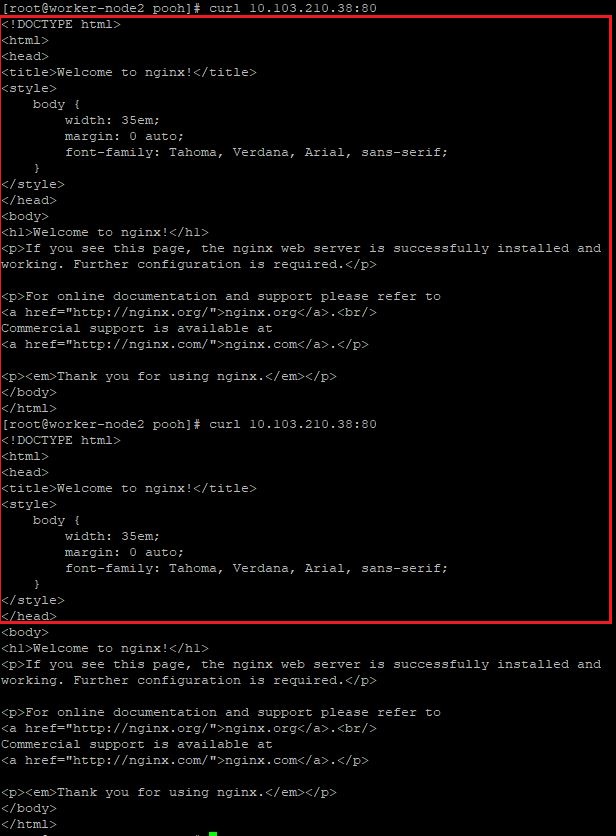 [root@worker-node2 pooh]# curl 10.103.210.38:80
<!DOCTYPE html>
<html>
<head>
<title>Welcome to nginx!</title>
<style>
    body {
        width: 35em;
        margin: 0 auto;
        font-family: Tahoma, Verdana, Arial, sans-serif;
    }
</style>
</head>
<body>
<h1>Welcome to nginx!</h1>
<p>If you see this page, the nginx web server is successfully installed and
working. Further configuration is required.</p>

<p>For online documentation and support please refer to
<a href="http://nginx.org/">nginx.org</a>.<br/>
Commercial support is available at
<a href="http://nginx.com/">nginx.com</a>.</p>

<p><em>Thank you for using nginx.</em></p>
</body>
</html>
[root@worker-node2 pooh]# curl 10.103.210.38:80
<!DOCTYPE html>
<html>
<head>
<title>Welcome to nginx!</title>
<style>
    body {
        width: 35em;
        margin: 0 auto;
        font-family: Tahoma, Verdana, Arial, sans-serif;
    }
</style>
</head>
<body>
<h1>Welcome to nginx!</h1>
<p>If you see this page, the nginx web server is successfully installed and
working. Further configuration is required.</p>

<p>For online documentation and support please refer to
<a href="http://nginx.org/">nginx.org</a>.<br/>
Commercial support is available at
<a href="http://nginx.com/">nginx.com</a>.</p>

<p><em>Thank you for using nginx.</em></p>
</body>
</html>